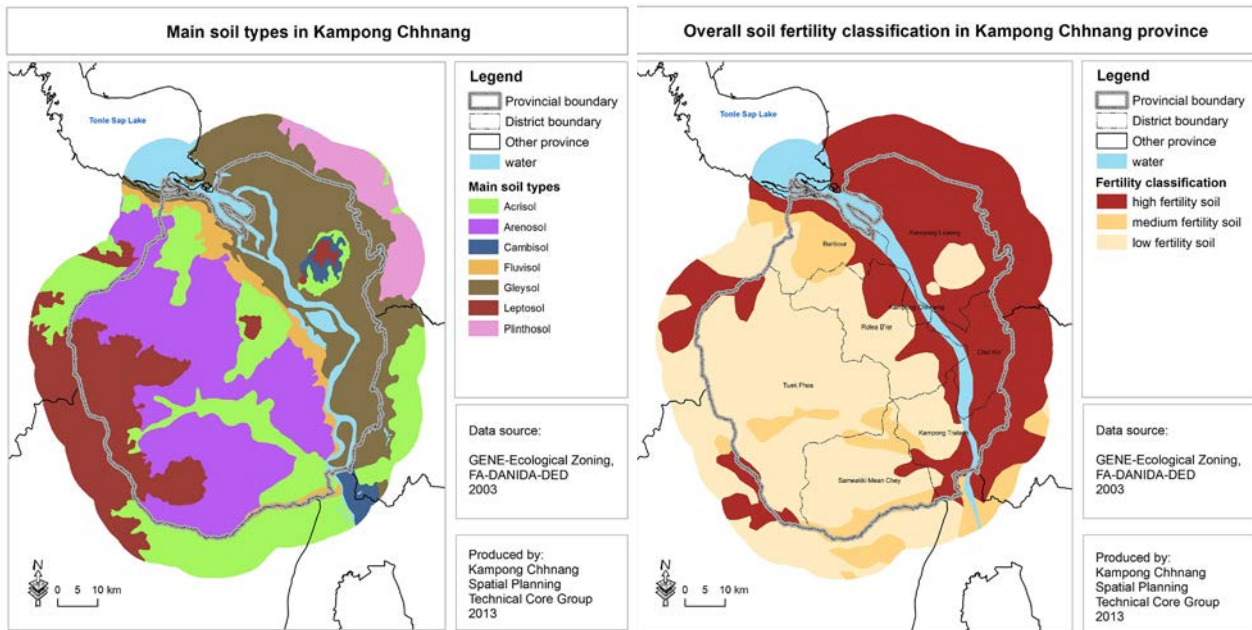 Main soil types in Kampong Chhnang
Tonle Sap Lake
N
0 5 10 km
Legend
Provincial boundary
District boundary
Other province
water
Main soil types
Acrisol
Arenosol
Cambisol
Fluvisol
Gleysol
Leptosol
Plinthosol
Data source:
GENE-Ecological Zoning,
FA-DANIDA-DED
2003
Produced by:
Kampong Chhnang
Spatial Planning
Technical Core Group
2013
Overall soil fertility classification in Kampong Chhnang province
Tonle Sap Lake
Baribour
Kampong Leaeng
Kampong Chhnang
Rolea B'ier
Chol Kiri
Tuek Phos
Kampong Tralach
Sameakki Mean Chey
N
0 5 10 km
Legend
Provincial boundary
District boundary
Other province
water
Fertility classification
high fertility soil
medium fertility soil
low fertility soil
Data source:
GENE-Ecological Zoning,
FA-DANIDA-DED
2003
Produced by:
Kampong Chhnang
Spatial Planning
Technical Core Group
2013